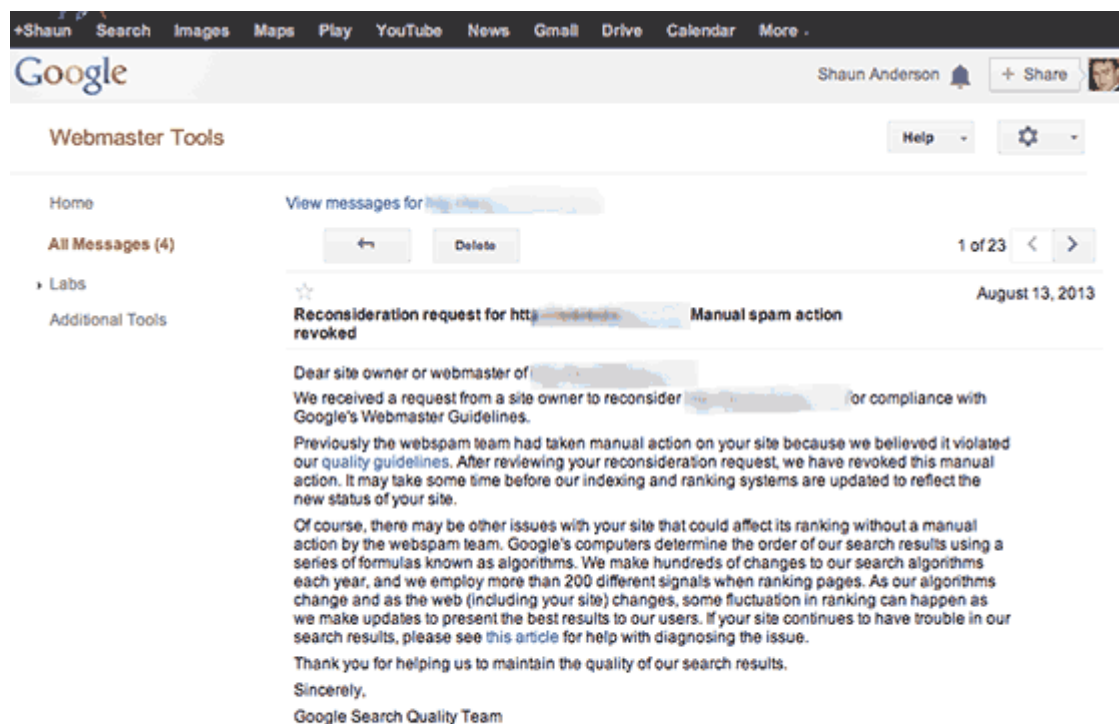 +Shaun Search Images Maps Play YouTube News Gmail Drive Calendar More
Google
Shaun Anderson + Share
Webmaster Tools
Help
Home
View messages for
All Messages (4)
Delete
1 of 23
Labs
August 13, 2013
Additional Tools
Reconsideration request for Manual spam action
revoked
Dear site owner or webmaster of
We received a request from a site owner to reconsider for compliance with
Google's Webmaster Guidelines.
Previously the webspam team had taken manual action on your site because we believed it violated
our quality guidelines. After reviewing your reconsideration request, we have revoked this manual
action. It may take some time before our indexing and ranking systems are updated to reflect the
new status of your site.
Of course, there may be other issues with your site that could affect its ranking without a manual
action by the webspam team. Google's computers determine the order of our search results using a
series of formulas known as algorithms. We make hundreds of changes to our search algorithms
each year, and we employ more than 200 different signals when ranking pages. As our algorithms
change and as the web (including your site) changes, some fluctuation in ranking can happen as
we make updates to present the best results to our users. If your site continues to have trouble in our
search results, please see this article for help with diagnosing the issue.
Thank you for helping us to maintain the quality of our search results.
Sincerely,
Google Search Quality Team